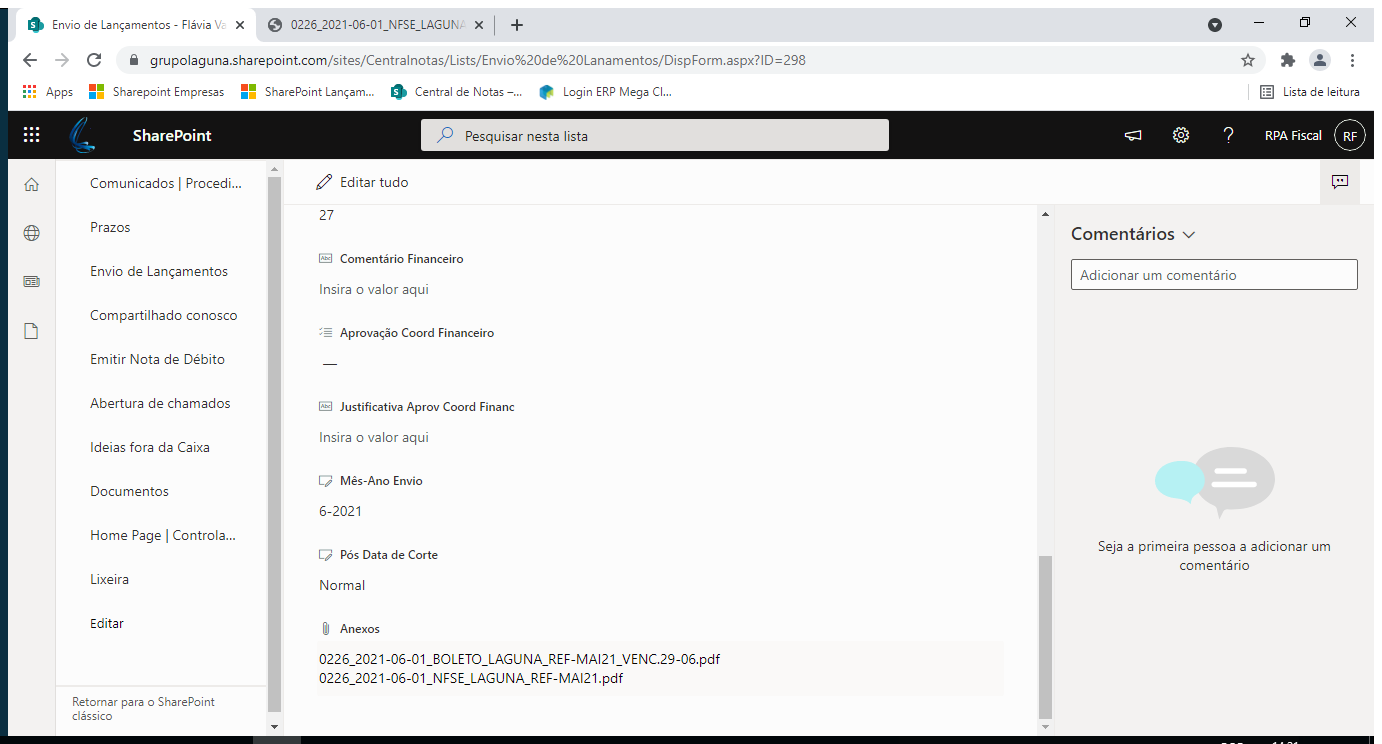 Envio de Lançamentos - Flávia Va
0226_2021-06-01_NFSE_LAGUNA
grupolaguna.sharepoint.com/sites/Centralnotas/Lists/Envio%20de%20Lanamentos/DispForm.aspx?ID=298
Apps
Sharepoint Empresas
SharePoint Lançam...
Central de Notas –...
Login ERP Mega Cl...
Lista de leitura
SharePoint
Pesquisar nesta lista
RPA Fiscal
RF
Comunicados | Procedi...
Prazos
Envio de Lançamentos
Compartilhado conosco
Emitir Nota de Débito
Abertura de chamados
Ideias fora da Caixa
Documentos
Home Page | Controla...
Lixeira
Editar
Retornar para o SharePoint
clássico
Editar tudo
27
Abc Comentário Financeiro
Insira o valor aqui
Aprovação Coord Financeiro
—
Abc Justificativa Aprov Coord Financ
Insira o valor aqui
Mês-Ano Envio
6-2021
Pós Data de Corte
Normal
Anexos
0226_2021-06-01_BOLETO_LAGUNA_REF-MAI21_VENC.29-06.pdf
0226_2021-06-01_NFSE_LAGUNA_REF-MAI21.pdf
Comentários
Adicionar um comentário
Seja a primeira pessoa a adicionar um
comentário